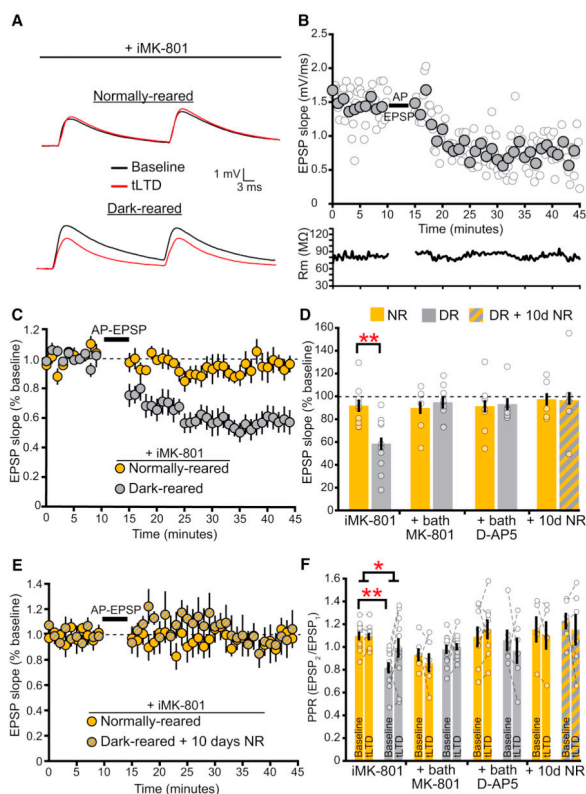 A
+ iMK-801
Normally-reared
Baseline
tLTD
1 mV
3 ms
Dark-reared
B
EPSP slope (mV/ms)
2.5
2.0
1.5
1.0
0.5
0.0
AP
EPSP
0 5 10 15 20 25 30 35 40 45
Time (minutes)
Rm (MΩ)
120
90
60
30
C
EPSP slope (% baseline)
1.2
1.0
0.8
0.6
0.4
0.2
0
AP-EPSP
+ iMK-801
Normally-reared
Dark-reared
0 5 10 15 20 25 30 35 40 45
Time (minutes)
D
NR DR DR + 10d NR
EPSP slope (% baseline)
160
140
120
100
80
60
40
20
0
**
iMK-801
+ bath MK-801
+ bath D-AP5
+ 10d NR
E
EPSP slope (% baseline)
1.4
1.2
1.0
0.8
0.6
0.4
0.2
0
AP-EPSP
+ iMK-801
Normally-reared
Dark-reared + 10 days NR
0 5 10 15 20 25 30 35 40 45
Time (minutes)
F
PPR (EPSP₂/EPSP₁)
1.8
1.6
1.4
1.2
1.0
0.8
0.6
0.4
0.2
0
*
**
Baseline tLTD Baseline tLTD Baseline tLTD Baseline tLTD Baseline tLTD Baseline tLTD Baseline tLTD Baseline tLTD
iMK-801
+ bath MK-801
+ bath D-AP5
+ 10d NR